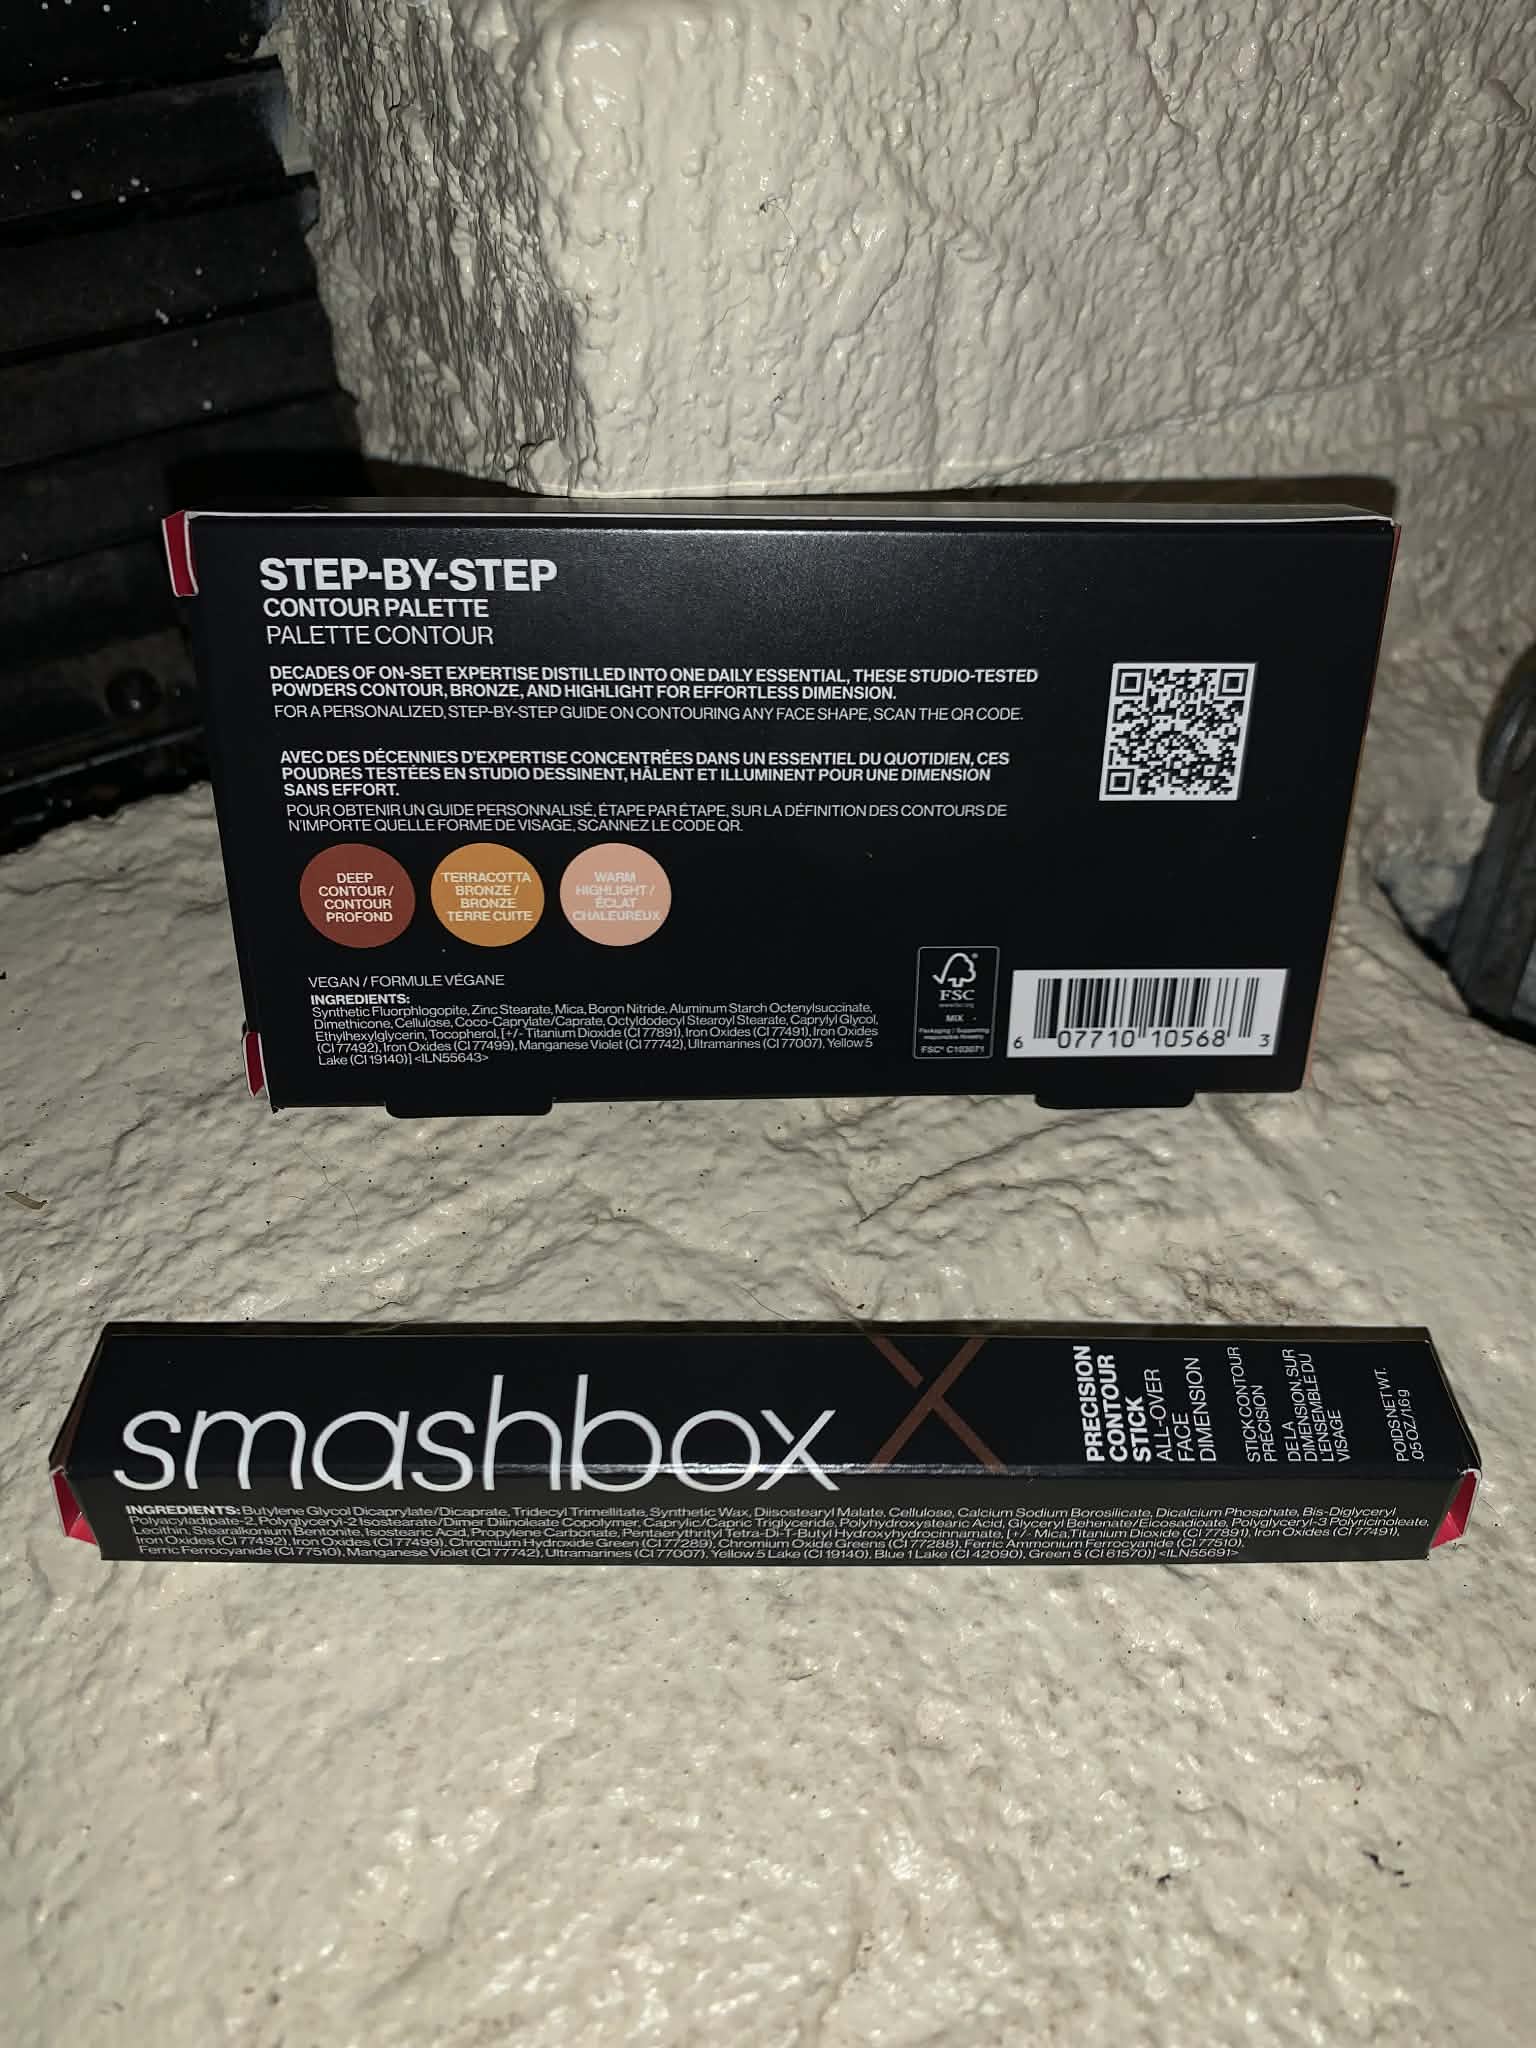 STEP-BY-STEP
CONTOUR PALETTE
PALETTE CONTOUR
DECADES OF ON-SET EXPERTISE DISTILLED INTO ONE DAILY ESSENTIAL, THESE STUDIO-TESTED
POWDERS CONTOUR, BRONZE, AND HIGHLIGHT FOR EFFORTLESS DIMENSION.
FOR A PERSONALIZED, STEP-BY-STEP GUIDE ON CONTOURING ANY FACE SHAPE, SCAN THE QR CODE.
AVEC DES DÉCENNIES D'EXPERTISE CONCENTRÉES DANS UN ESSENTIEL DU QUOTIDIEN, CES
POUDRES TESTÉES EN STUDIO DESSINENT, HÂLENT ET ILLUMINENT POUR UNE DIMENSION
SANS EFFORT.
POUR OBTENIR UN GUIDE PERSONNALISÉ, ÉTAPE PAR ÉTAPE, SUR LA DÉFINITION DES CONTOURS DE
N'IMPORTE QUELLE FORME DE VISAGE, SCANNEZ LE CODE QR.
DEEP
CONTOUR /
CONTOUR
PROFOND
TERRACOTTA
BRONZE /
BRONZE
TERRE CUITE
WARM
HIGHLIGHT /
ÉCLAT
CHALEUREUX
VEGAN / FORMULE VÉGANE
INGREDIENTS:
Synthetic Fluorphlogopite, Zinc Stearate, Mica, Boron Nitride, Aluminum Starch Octenylsuccinate,
Dimethicone, Cellulose, Coco-Caprylate/Caprate, Octyldodecyl Stearoyl Stearate, Caprylyl Glycol,
Ethylhexylglycerin, Tocopherol, [+/- Titanium Dioxide (CI 77891), Iron Oxides (CI 77491), Iron Oxides
(CI 77492), Iron Oxides (CI 77499), Manganese Violet (CI 77742), Ultramarines (CI 77007), Yellow 5
Lake (CI 19140)] <ILN55643>
FSC
www.fsc.org
MIX
Packaging | Supporting
responsible forestry
FSC® C103071
6 07710 10568 3
smashbox
PRECISION
CONTOUR
STICK
ALL-OVER
FACE
DIMENSION
STICK CONTOUR
PRECISION
DE LA
DIMENSION, SUR
L'ENSEMBLE DU
VISAGE
POIDS NET WT.
.05 OZ./1.6 g
INGREDIENTS: Butylene Glycol Dicaprylate/Dicaprate, Tridecyl Trimellitate, Synthetic Wax, Diisostearyl Malate, Cellulose, Calcium Sodium Borosilicate, Dicalcium Phosphate, Bis-Diglyceryl
Polyacyladipate-2, Polyglyceryl-2 Isostearate/Dimer Dilinoleate Copolymer, Caprylic/Capric Triglyceride, Polyhydroxystearic Acid, Glyceryl Behenate/Eicosadioate, Polyglyceryl-3 Polyricinoleate,
Lecithin, Stearalkonium Bentonite, Isostearic Acid, Propylene Carbonate, Pentaerythrityl Tetra-Di-T-Butyl Hydroxyhydrocinnamate, [+/- Mica, Titanium Dioxide (CI 77891), Iron Oxides (CI 77491),
Iron Oxides (CI 77492), Iron Oxides (CI 77499), Chromium Hydroxide Green (CI 77289), Chromium Oxide Greens (CI 77288), Ferric Ammonium Ferrocyanide (CI 77510),
Ferric Ferrocyanide (CI 77510), Manganese Violet (CI 77742), Ultramarines (CI 77007), Yellow 5 Lake (CI 19140), Blue 1 Lake (CI 42090), Green 5 (CI 61570)] <ILN55691>